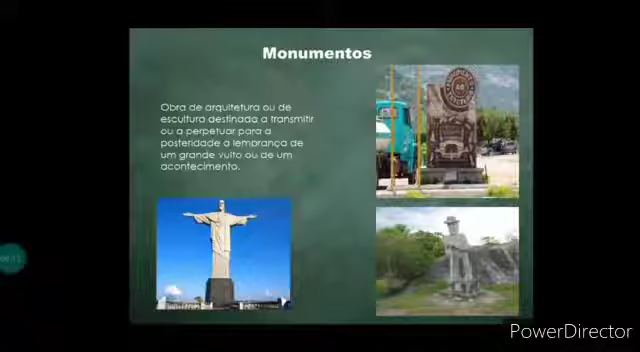 Monumentos
Obra de arquitetura ou de
escultura destinada a transmitir
ou a perpetuar para a
posteridade a lembrança de
um grande vulto ou de um
acontecimento.
PowerDirector